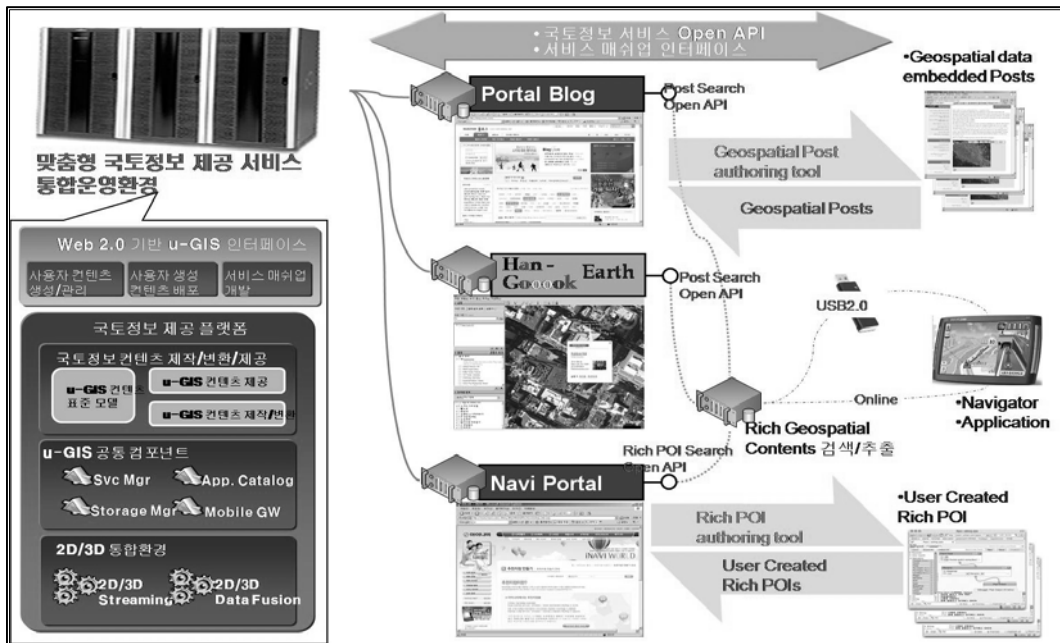 •국토정보 서비스 Open API
•서비스 매쉬업 인터페이스
맞춤형 국토정보 제공 서비스
통합운영환경
Web 2.0 기반 u-GIS 인터페이스
사용자 컨텐츠
생성/관리
사용자 생성
컨텐츠 배포
서비스 매쉬업
개발
국토정보 제공 플랫폼
국토정보 컨텐츠 제작/변환/제공
u-GIS 컨텐츠
표준 모델
u-GIS 컨텐츠 제공
u-GIS 컨텐츠 제작/변환
u-GIS 공통 컴포넌트
Svc Mgr
App. Catalog
Storage Mgr
Mobile GW
2D/3D 통합환경
2D/3D
Streaming
2D/3D
Data Fusion
Portal Blog
Post Search
Open API
•Geospatial data
embedded Posts
Geospatial Post
authoring tool
Geospatial Posts
Han -
Gooook
Earth
Post Search
Open API
USB2.0
Online
•Navigator
•Application
Rich Geospatial
Contents 검색/추출
Rich POI Search
Open API
Navi Portal
iNAVI WORLD
Rich POI
authoring tool
User Created
Rich POIs
•User Created
Rich POI